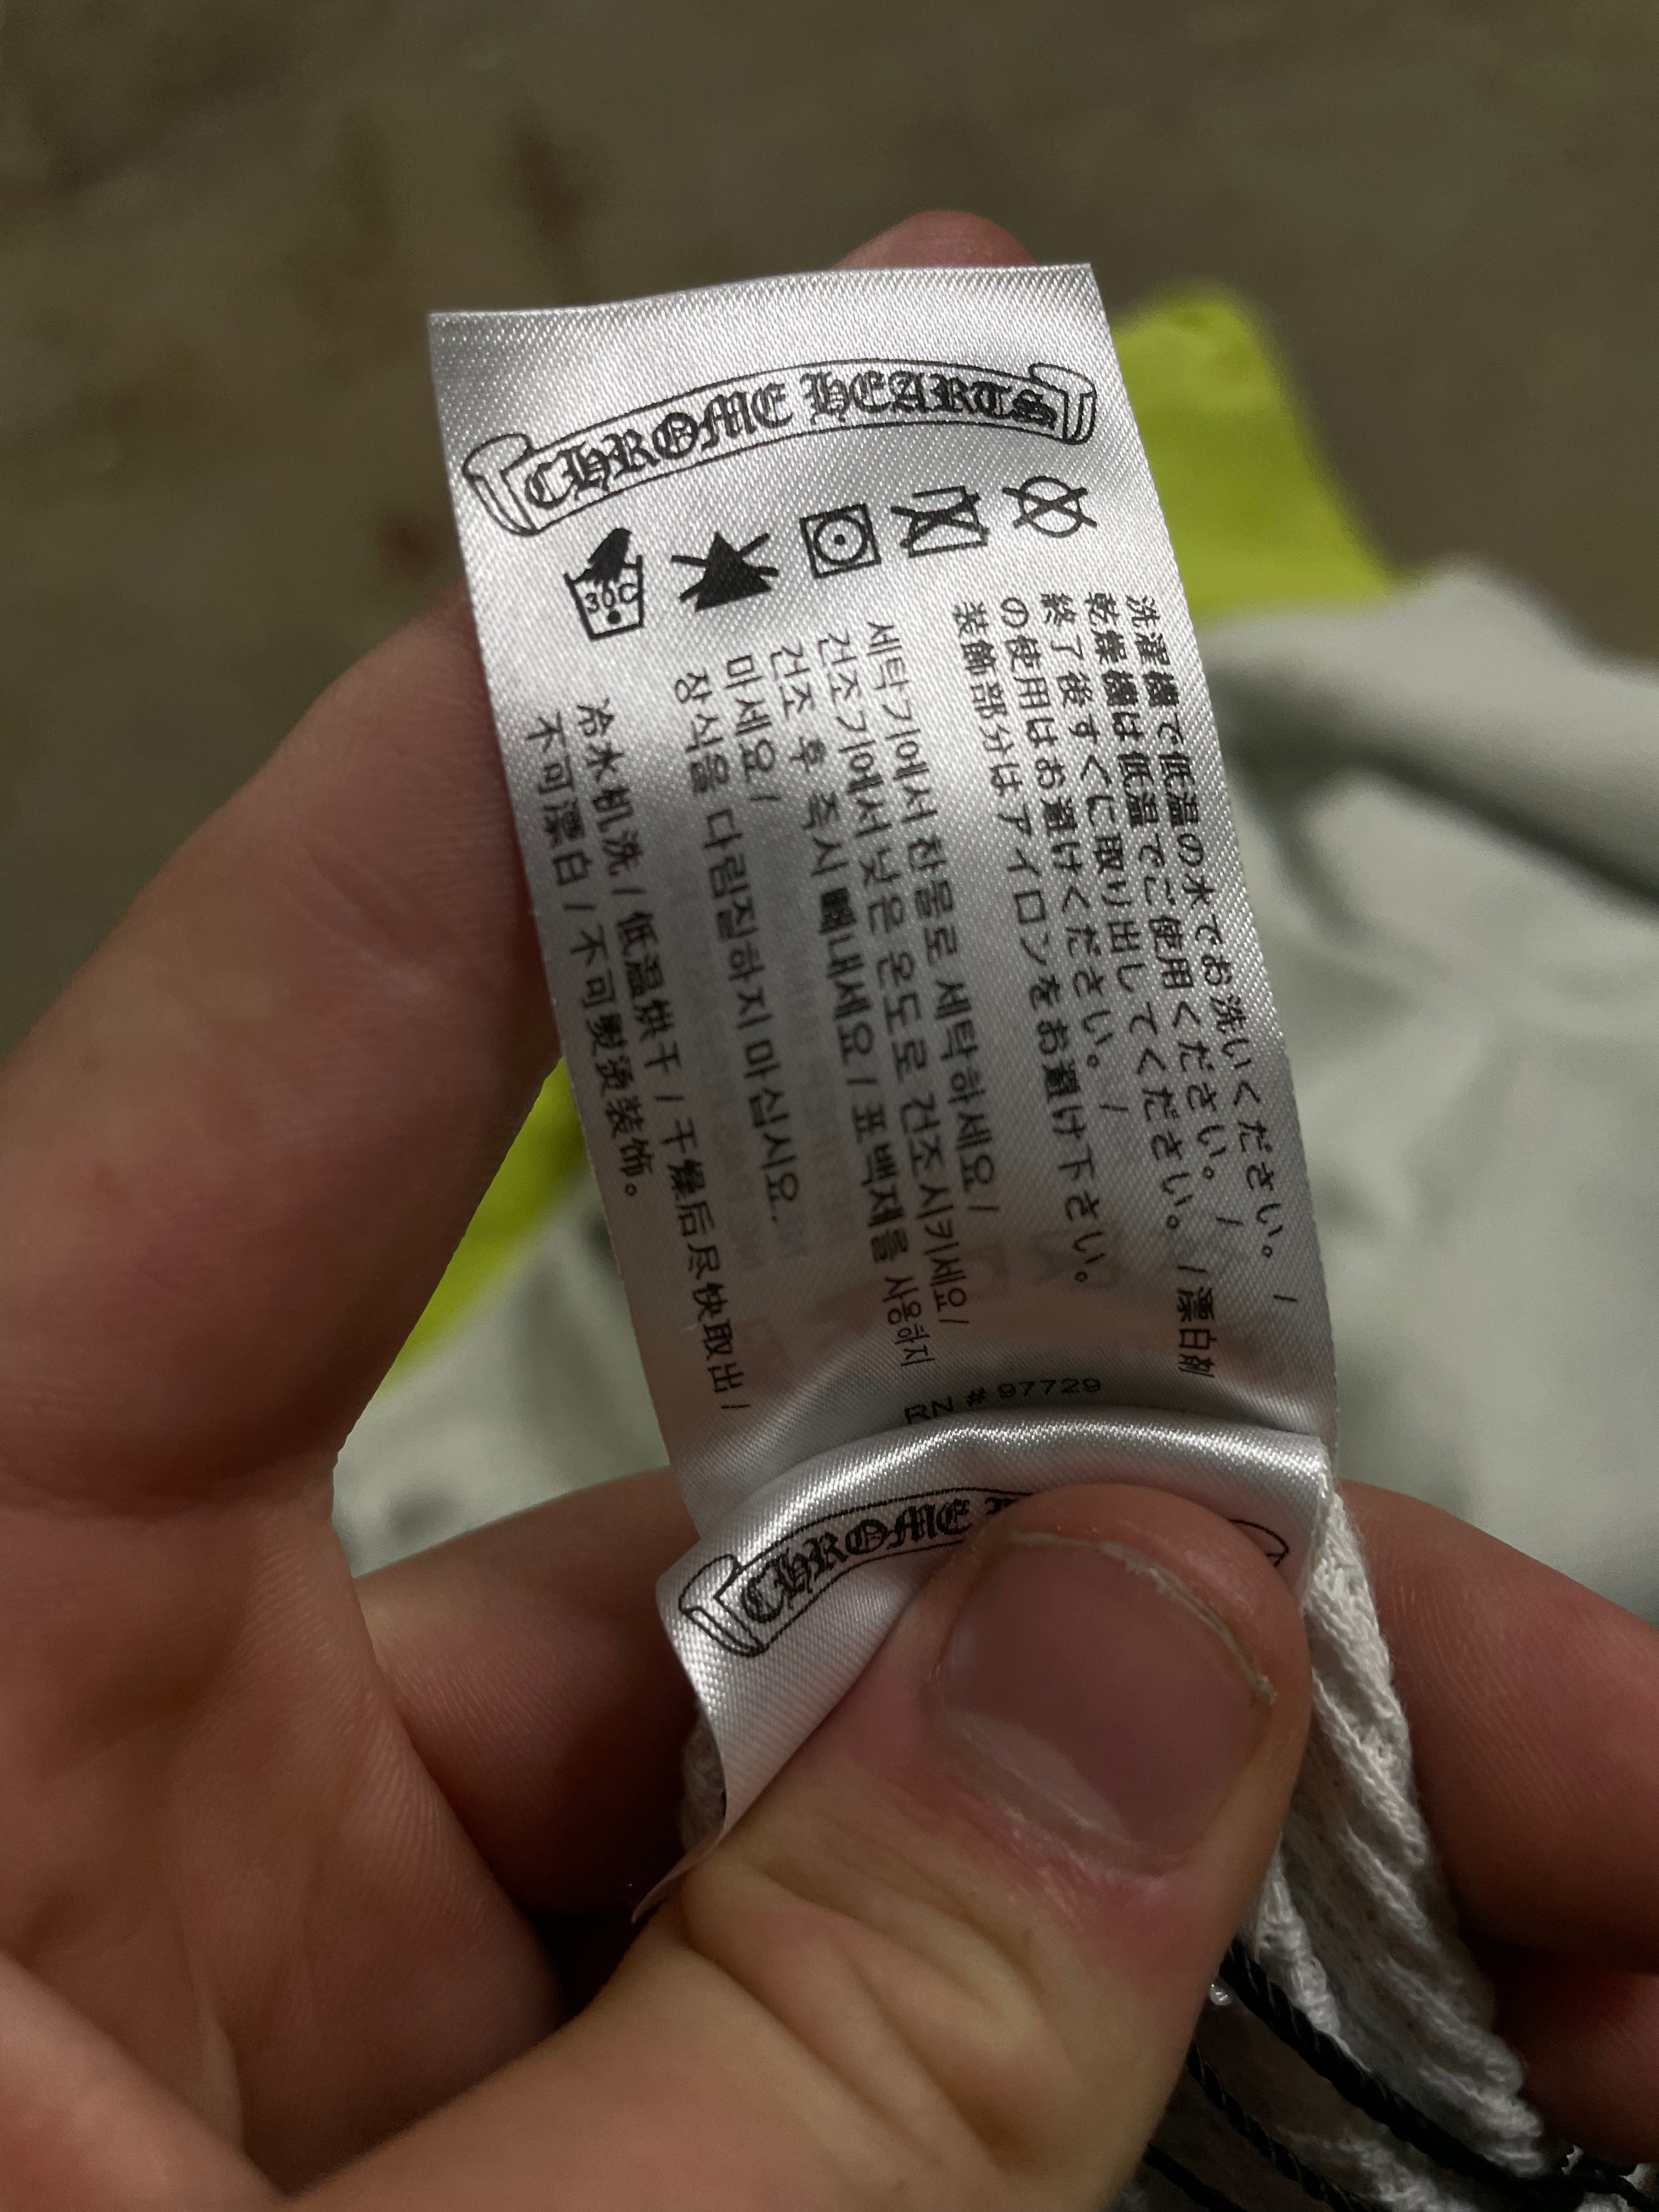 CHROME HEARTS
30C
洗濯機で低温の水でお洗いください。 /
乾燥機は低温でご使用ください。 /
終了後すぐに取り出してください。 / 漂白剤
の使用はお避けください。 /
装飾部分はアイロンをお避け下さい。
세탁기에서 찬물로 세탁하세요 /
건조기에서 낮은 온도로 건조시키세요 /
건조 후 즉시 빼내세요 / 표백제를 사용하지
마세요 /
장식을 다림질하지 마십시요.
冷水机洗 / 低温烘干 / 干燥后尽快取出 /
不可漂白 / 不可熨烫装饰。
# 97729
CHROME